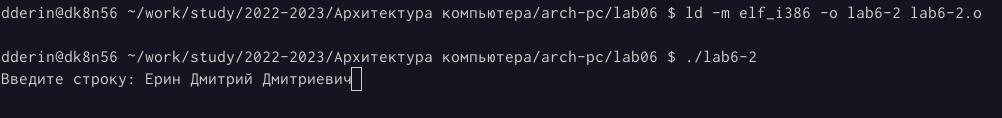 dderin@dk8n56 ~/work/study/2022-2023/Архитектура компьютера/arch-pc/lab06 $ ld -m elf_i386 -o lab6-2 lab6-2.o
dderin@dk8n56 ~/work/study/2022-2023/Архитектура компьютера/arch-pc/lab06 $ ./lab6-2
Введите строку: Ерин Дмитрий Дмитриевич